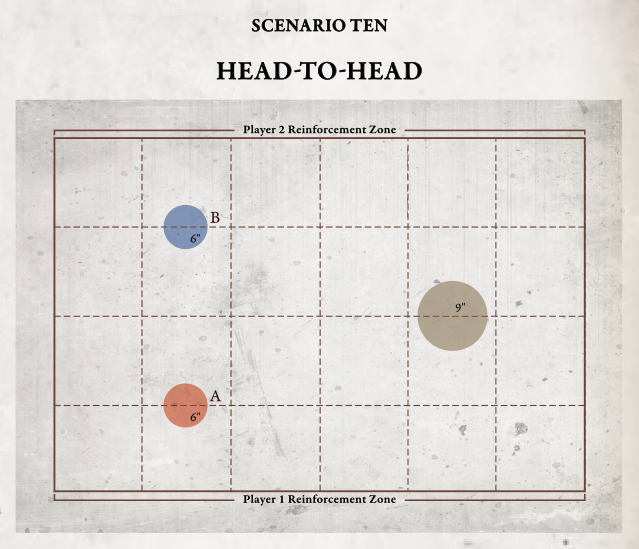 SCENARIO TEN
HEAD-TO-HEAD
Player 2 Reinforcement Zone
B
6"
9"
A
6"
Player 1 Reinforcement Zone